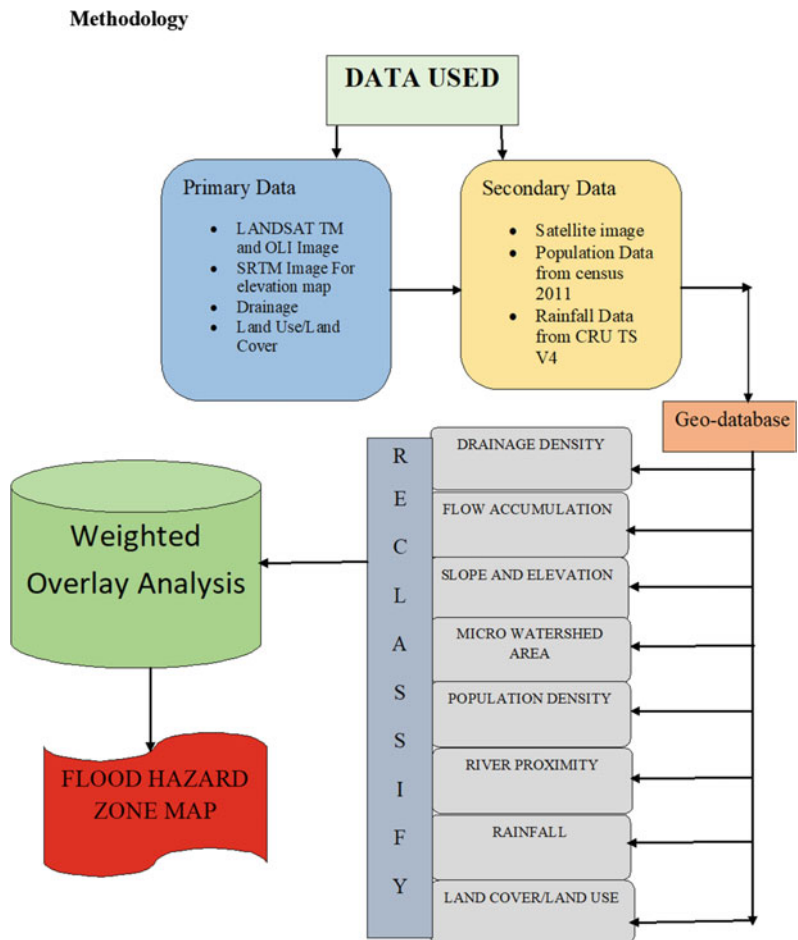 Methodology
DATA USED
Primary Data
• LANDSAT TM
and OLI Image
• SRTM Image For
elevation map
• Drainage
• Land Use/Land
Cover
Secondary Data
• Satellite image
• Population Data
from census
2011
• Rainfall Data
from CRU TS
V4
Geo-database
R
E
C
L
A
S
S
I
F
Y
DRAINAGE DENSITY
FLOW ACCUMULATION
SLOPE AND ELEVATION
MICRO WATERSHED
AREA
POPULATION DENSITY
RIVER PROXIMITY
RAINFALL
LAND COVER/LAND USE
Weighted
Overlay Analysis
FLOOD HAZARD
ZONE MAP